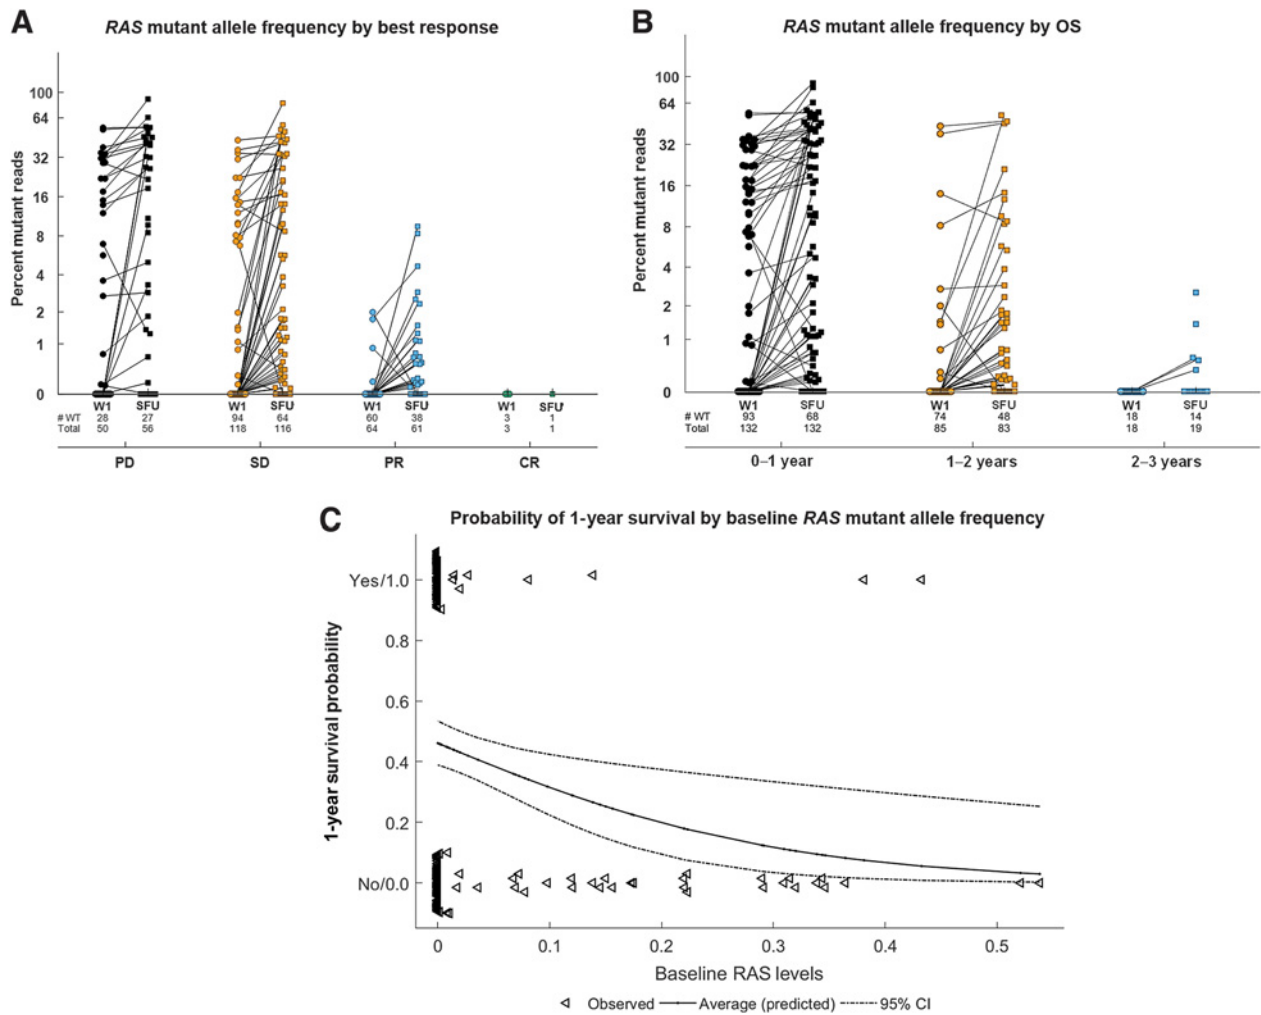 A
RAS mutant allele frequency by best response
Percent mutant reads
100
64
32
16
8
4
2
1
0
W1 SFU W1 SFU W1 SFU W1 SFU
# WT 28 27 94 64 60 38 3 1
Total 50 56 118 116 64 61 3 1
PD SD PR CR
B
RAS mutant allele frequency by OS
Percent mutant reads
100
64
32
16
8
4
2
1
0
W1 SFU W1 SFU W1 SFU
# WT 93 68 74 48 18 14
Total 132 132 85 83 18 19
0–1 year 1–2 years 2–3 years
C
Probability of 1-year survival by baseline RAS mutant allele frequency
1-year survival probability
Yes/1.0
0.8
0.6
0.4
0.2
No/0.0
0 0.1 0.2 0.3 0.4 0.5
Baseline RAS levels
Observed Average (predicted) 95% CI